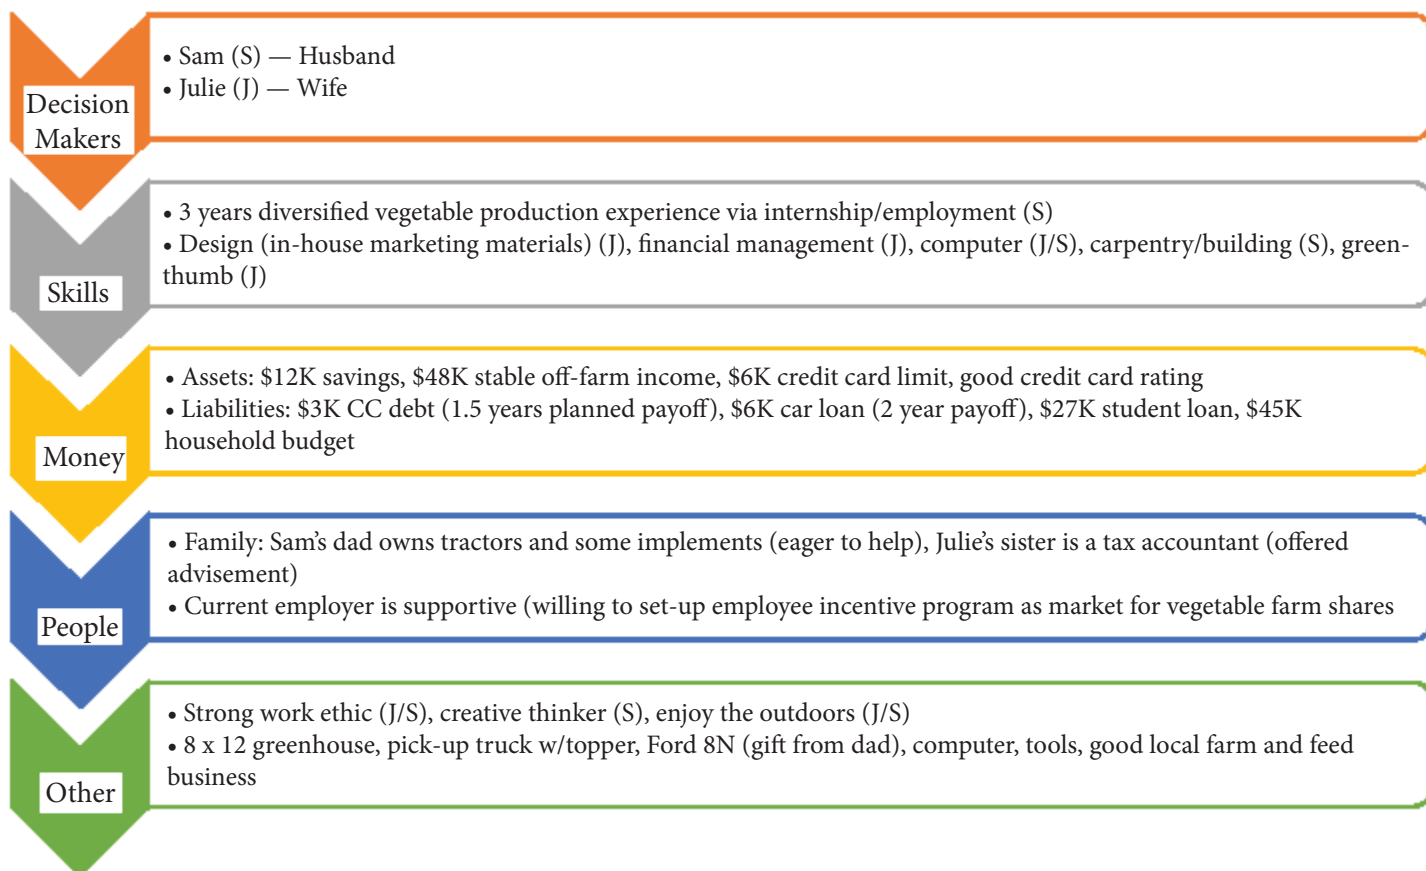 Decision
Makers
• Sam (S) — Husband
• Julie (J) — Wife
Skills
• 3 years diversified vegetable production experience via internship/employment (S)
• Design (in-house marketing materials) (J), financial management (J), computer (J/S), carpentry/building (S), green-
thumb (J)
Money
• Assets: $12K savings, $48K stable off-farm income, $6K credit card limit, good credit card rating
• Liabilities: $3K CC debt (1.5 years planned payoff), $6K car loan (2 year payoff), $27K student loan, $45K
household budget
People
• Family: Sam’s dad owns tractors and some implements (eager to help), Julie’s sister is a tax accountant (offered
advisement)
• Current employer is supportive (willing to set-up employee incentive program as market for vegetable farm shares
Other
• Strong work ethic (J/S), creative thinker (S), enjoy the outdoors (J/S)
• 8 x 12 greenhouse, pick-up truck w/topper, Ford 8N (gift from dad), computer, tools, good local farm and feed
business